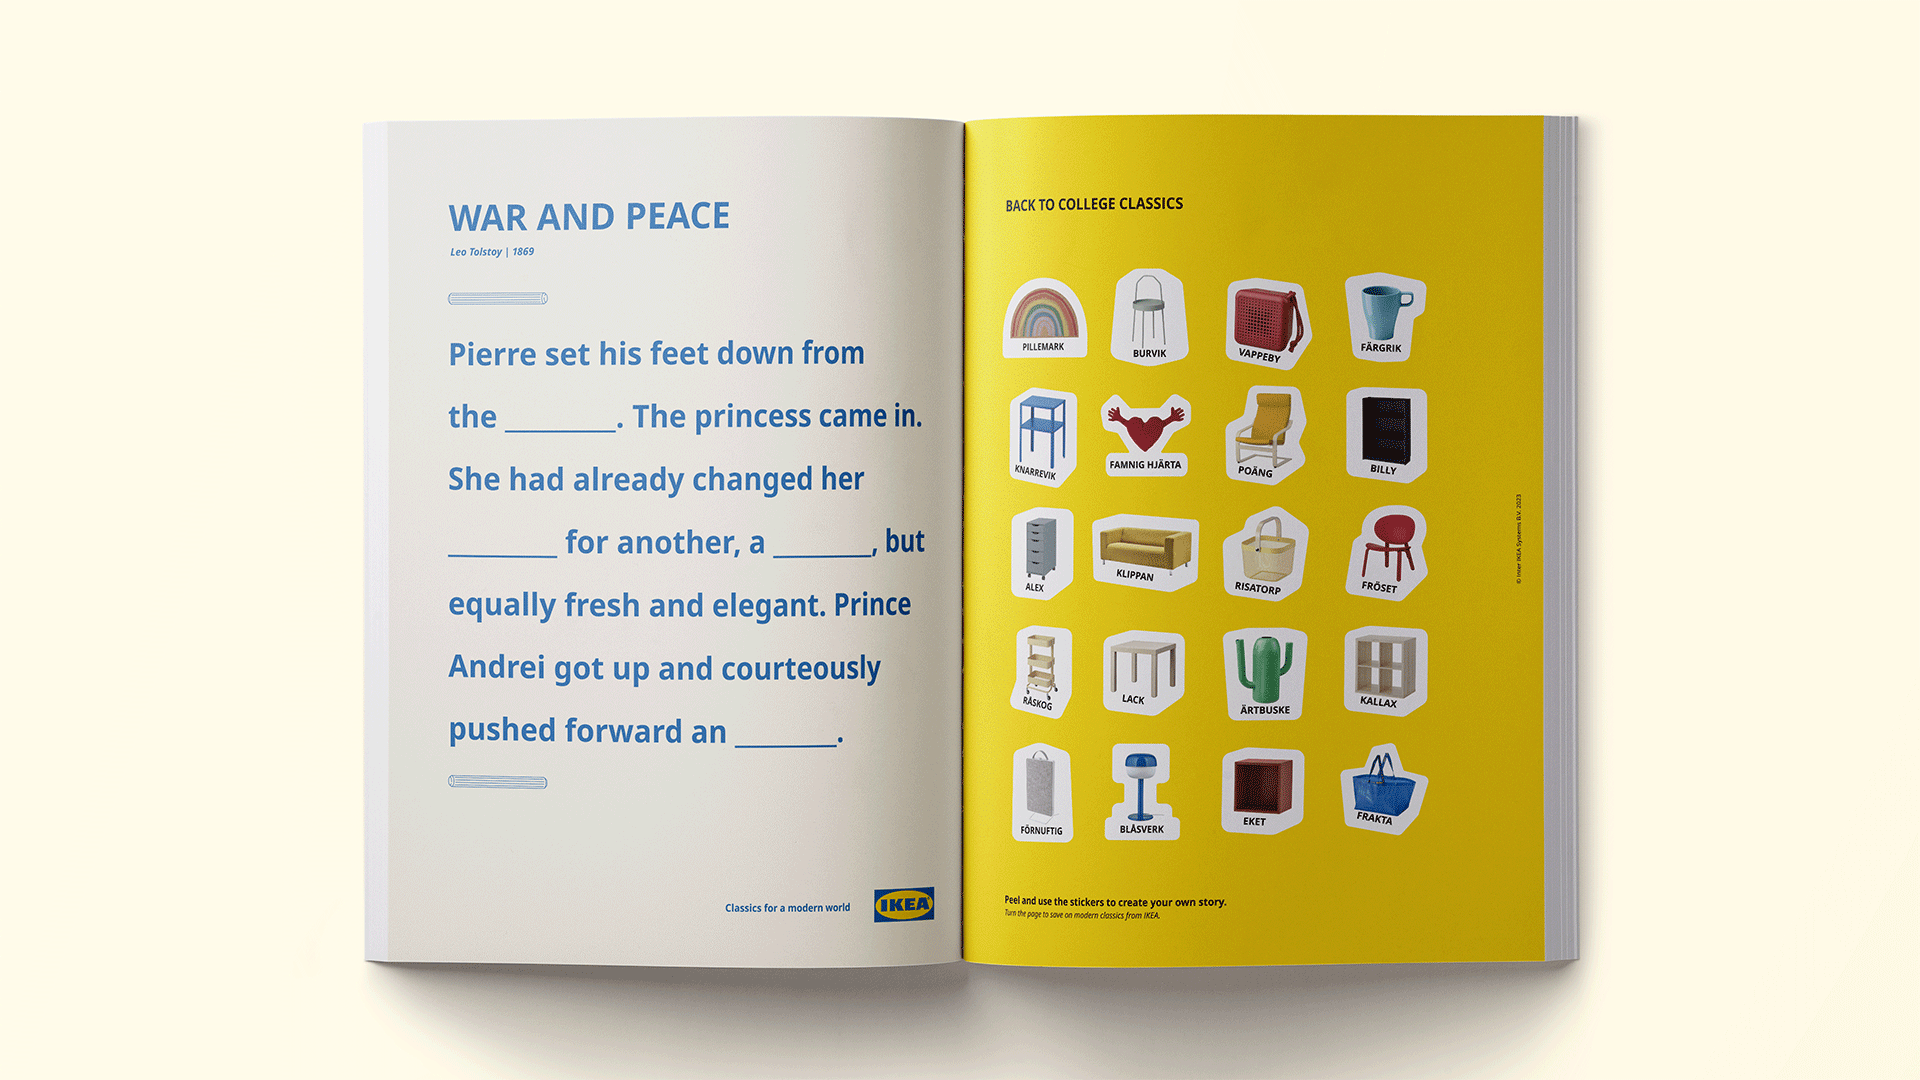 WAR AND PEACE
Leo Tolstoy | 1869
Pierre set his feet down from
the ________. The princess came in.
She had already changed her
________ for another, a _______, but
equally fresh and elegant. Prince
Andrei got up and courteously
pushed forward an _______.
Classics for a modern world
IKEA
BACK TO COLLEGE CLASSICS
PILLEMARK
BURVIK
VAPPEBY
FÄRGRIK
KNARREVIK
FAMNIG HJÄRTA
POÄNG
BILLY
ALEX
KLIPPAN
RISATORP
FRÖSET
RÅSKOG
LACK
ÄRTBUSKE
KALLAX
FÖRNUFTIG
BLÅSVERK
EKET
FRAKTA
Peel and use the stickers to create your own story.
Turn the page to save on modern classics from IKEA.
© Inter IKEA Systems B.V. 2023